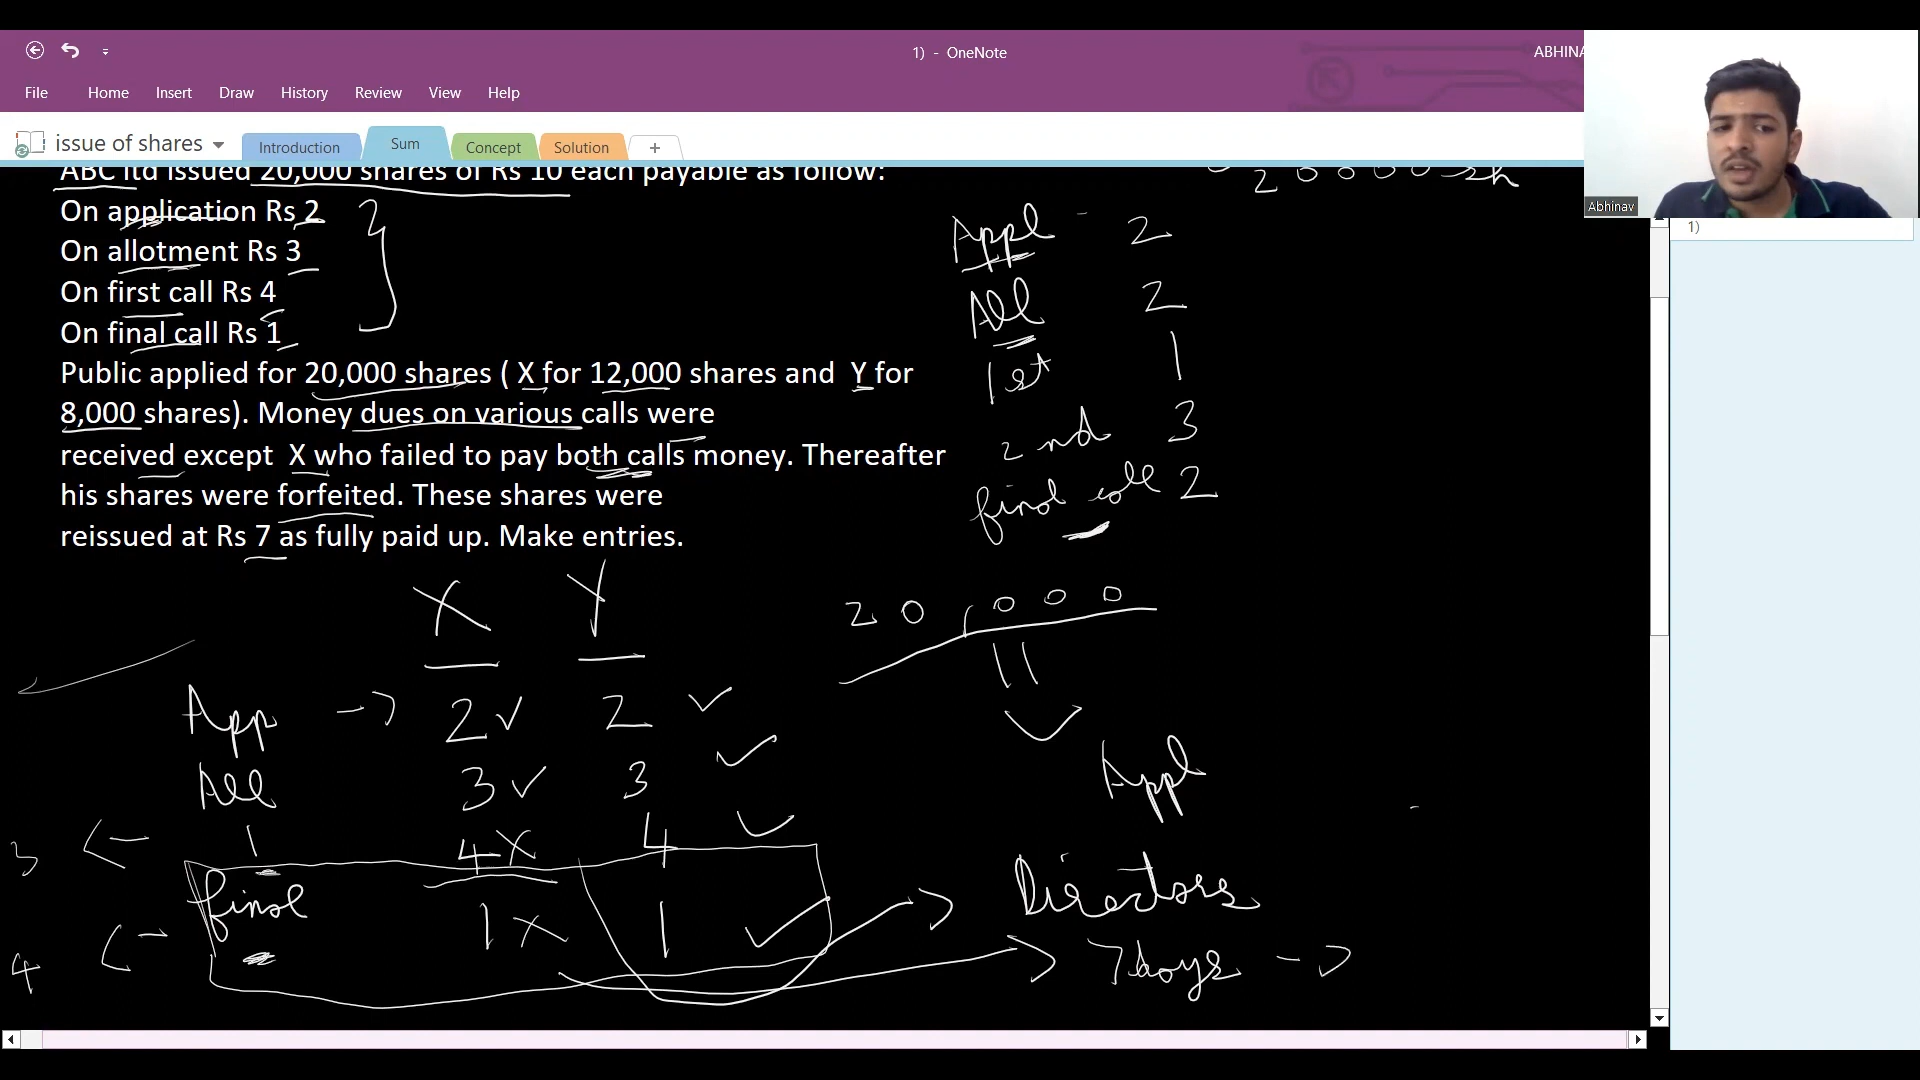 1) - OneNote
ABHINA
File Home Insert Draw History Review View Help
issue of shares
Introduction Sum Concept Solution +
Abhinav
1)
ABC ltd issued 20,000 shares of Rs 10 each payable as follow:
On application Rs 2
On allotment Rs 3
On first call Rs 4
On final call Rs 1
Public applied for 20,000 shares ( X for 12,000 shares and Y for
8,000 shares). Money dues on various calls were
received except X who failed to pay both calls money. Thereafter
his shares were forfeited. These shares were
reissued at Rs 7 as fully paid up. Make entries.
20000 sh
Appl 2
All 2
1st 1
2nd 3
final call 2
X Y
20,000
App 2 2
All 3 3
1 4 4
final 1 1
3
4
Appl
Directors
7 days